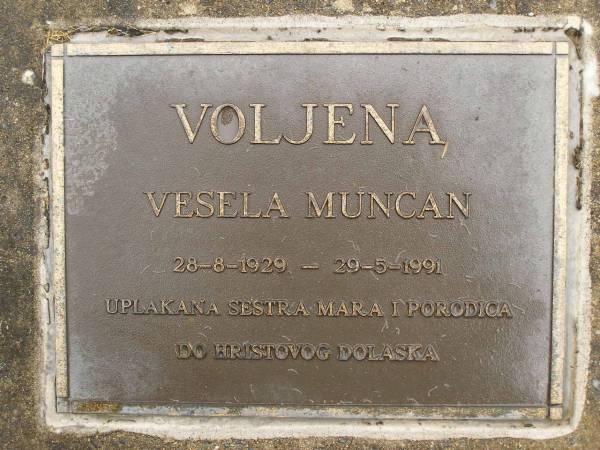 VOLJENA
VESELA MUNCAN
28-8-1929 — 29-5-1991
UPLAKANA SESTRA MARA I PORODICA
DO HRISTOVOG DOLASKA